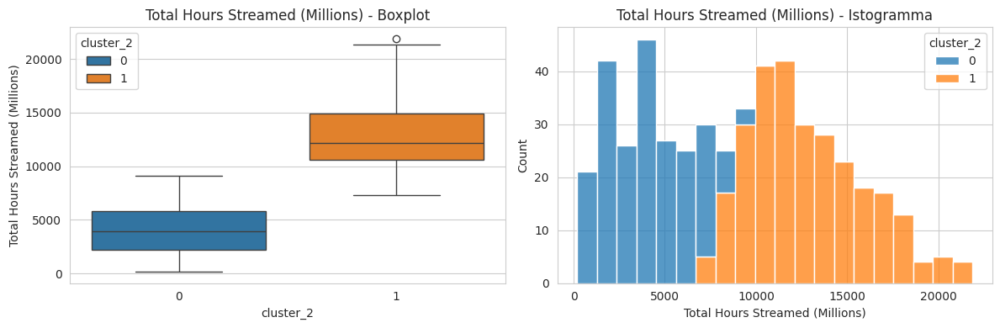 Total Hours Streamed (Millions) - Boxplot
Total Hours Streamed (Millions)
20000
15000
10000
5000
0
cluster_2
0
1
0
1
cluster_2
Total Hours Streamed (Millions) - Istogramma
Count
40
30
20
10
0
cluster_2
0
1
0
5000
10000
15000
20000
Total Hours Streamed (Millions)